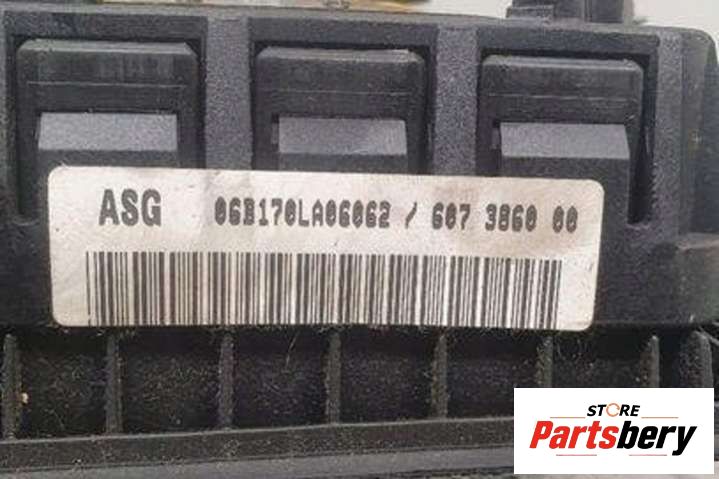 ASG 06B170LA06062 / 607 3860 00
STORE
Partsbery